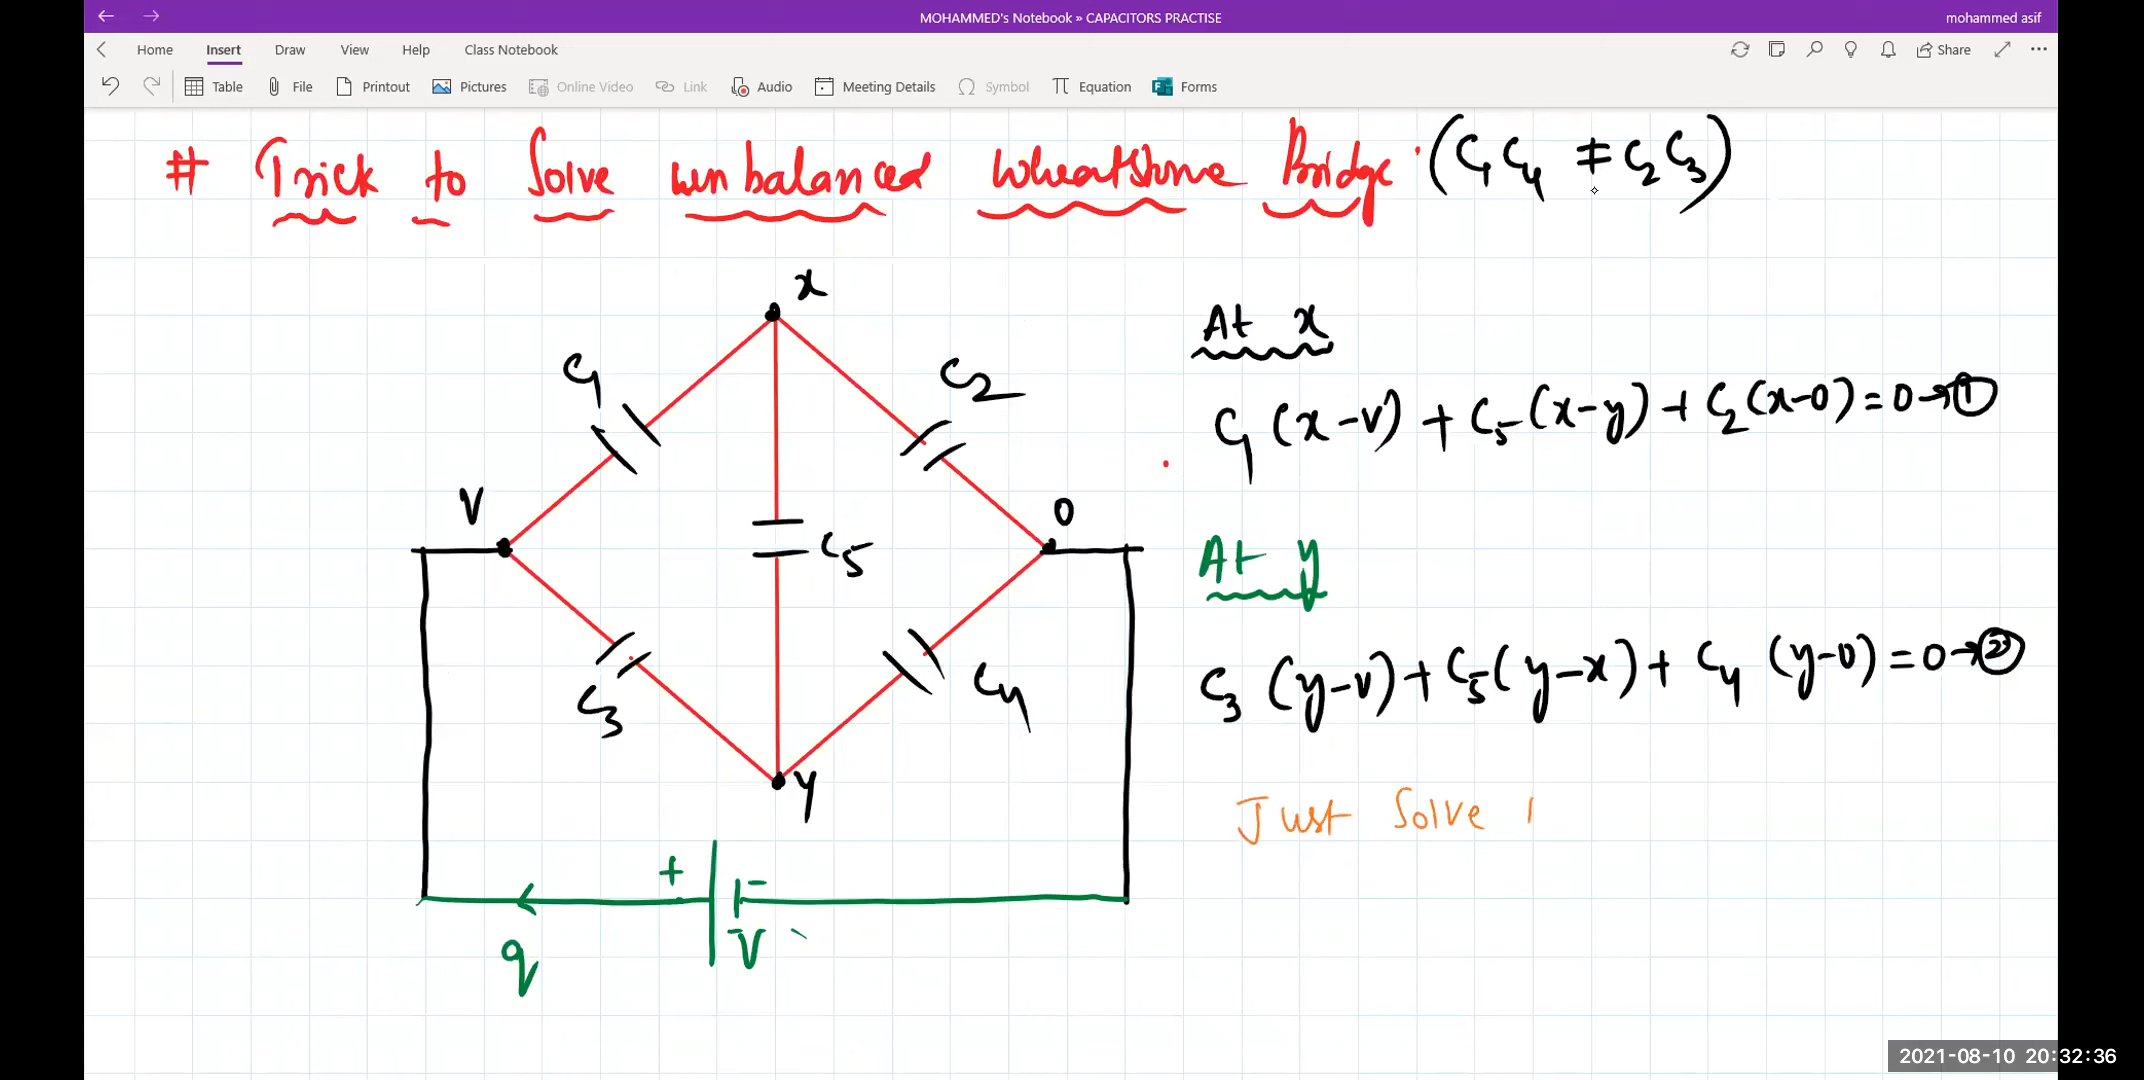 MOHAMMED's Notebook » CAPACITORS PRACTISE
mohammed asif
Home Insert Draw View Help Class Notebook
Share
Table File Printout Pictures Online Video Link Audio Meeting Details Symbol Equation Forms
# Trick to Solve unbalanced Wheatstone Bridge. (C₁C₄ ≠ C₂C₃)
x
At x
C₁
C₂
C₁(x-V) + C₅(x-y) + C₂(x-0) = 0 → ①
V
0
C₅
At y
C₃
C₄
C₃(y-V) + C₅(y-x) + C₄(y-0) = 0 → ②
y
Just Solve
+ -
V
q
2021-08-10 20:32:36